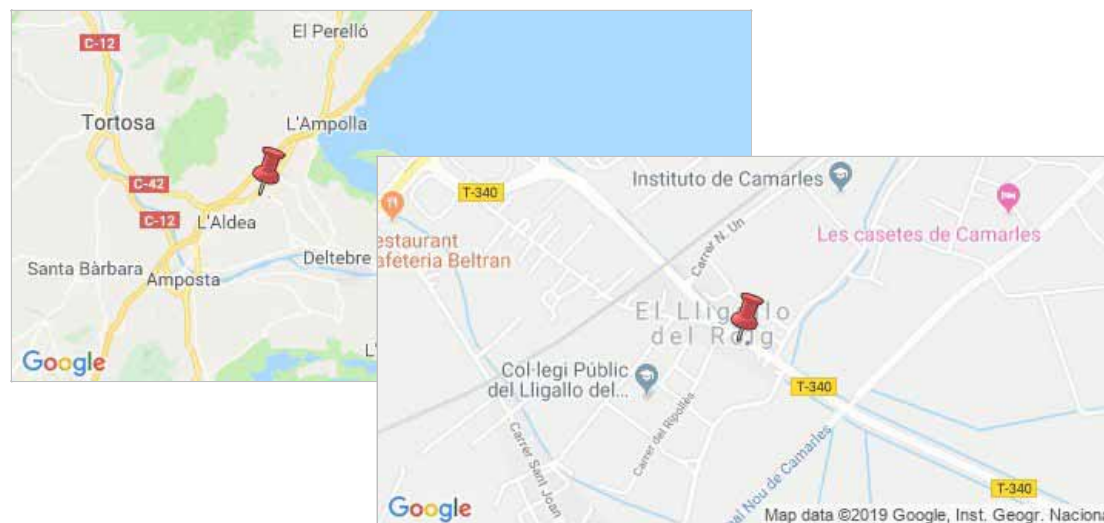 El Perelló
C-12
Tortosa
L'Ampolla
C-42
C-12
L'Aldea
Santa Bàrbara
Amposta
Deltebre
L'
Google
T-340
Instituto de Camarles
Carrer N. Un
Les casetes de Camarles
estaurant
afeteria Beltran
El Lligallo
del Roig
Col·legi Públic
del Lligallo del...
T-340
Carrer del Ripollès
Carrer Sant Joan
al Nou de Camarles
T-340
Google
Map data ©2019 Google, Inst. Geogr. Naciona